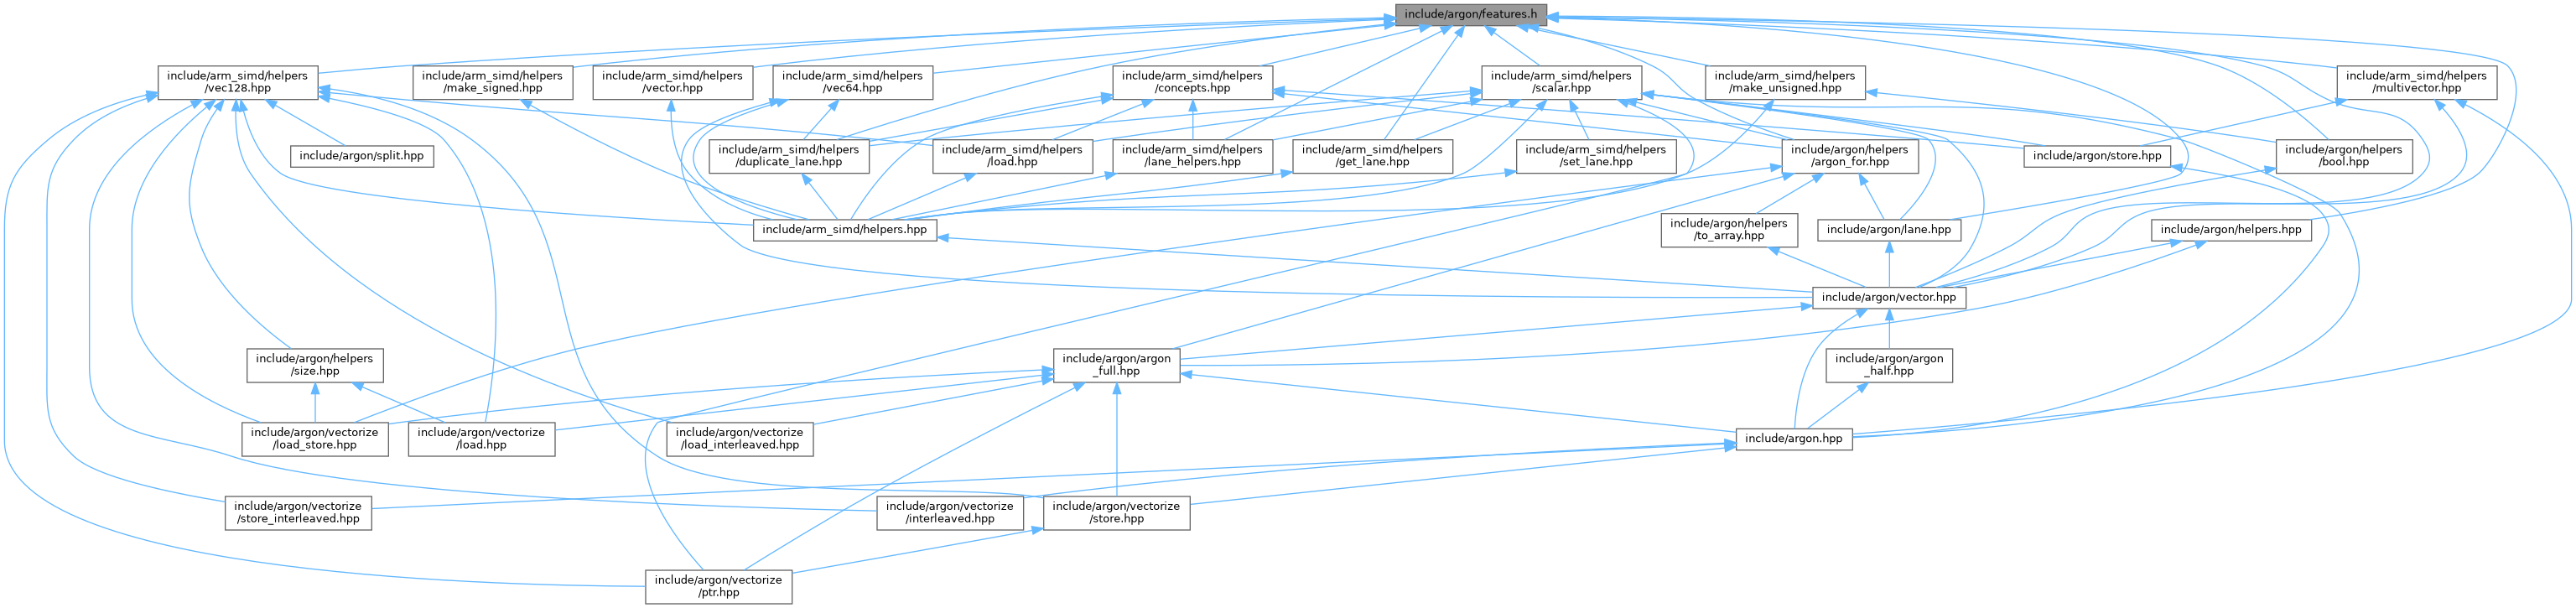 include/argon/features.h
include/arm_simd/helpers
/vec128.hpp
include/arm_simd/helpers
/make_signed.hpp
include/arm_simd/helpers
/vector.hpp
include/arm_simd/helpers
/vec64.hpp
include/arm_simd/helpers
/concepts.hpp
include/arm_simd/helpers
/scalar.hpp
include/arm_simd/helpers
/make_unsigned.hpp
include/arm_simd/helpers
/multivector.hpp
include/argon/split.hpp
include/arm_simd/helpers
/duplicate_lane.hpp
include/arm_simd/helpers
/load.hpp
include/arm_simd/helpers
/lane_helpers.hpp
include/arm_simd/helpers
/get_lane.hpp
include/arm_simd/helpers
/set_lane.hpp
include/argon/helpers
/argon_for.hpp
include/argon/store.hpp
include/argon/helpers
/bool.hpp
include/arm_simd/helpers.hpp
include/argon/helpers
/to_array.hpp
include/argon/lane.hpp
include/argon/helpers.hpp
include/argon/vector.hpp
include/argon/helpers
/size.hpp
include/argon/argon
_full.hpp
include/argon/argon
_half.hpp
include/argon/vectorize
/load_store.hpp
include/argon/vectorize
/load.hpp
include/argon/vectorize
/load_interleaved.hpp
include/argon.hpp
include/argon/vectorize
/store_interleaved.hpp
include/argon/vectorize
/interleaved.hpp
include/argon/vectorize
/store.hpp
include/argon/vectorize
/ptr.hpp